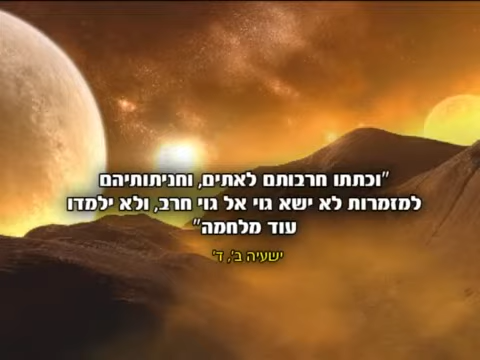 "וכתתו חרבותם לאתים, וחניתותיהם
למזמרות לא ישא גוי אל גוי חרב, ולא ילמדו
עוד מלחמה"
ישעיה ב', ד'